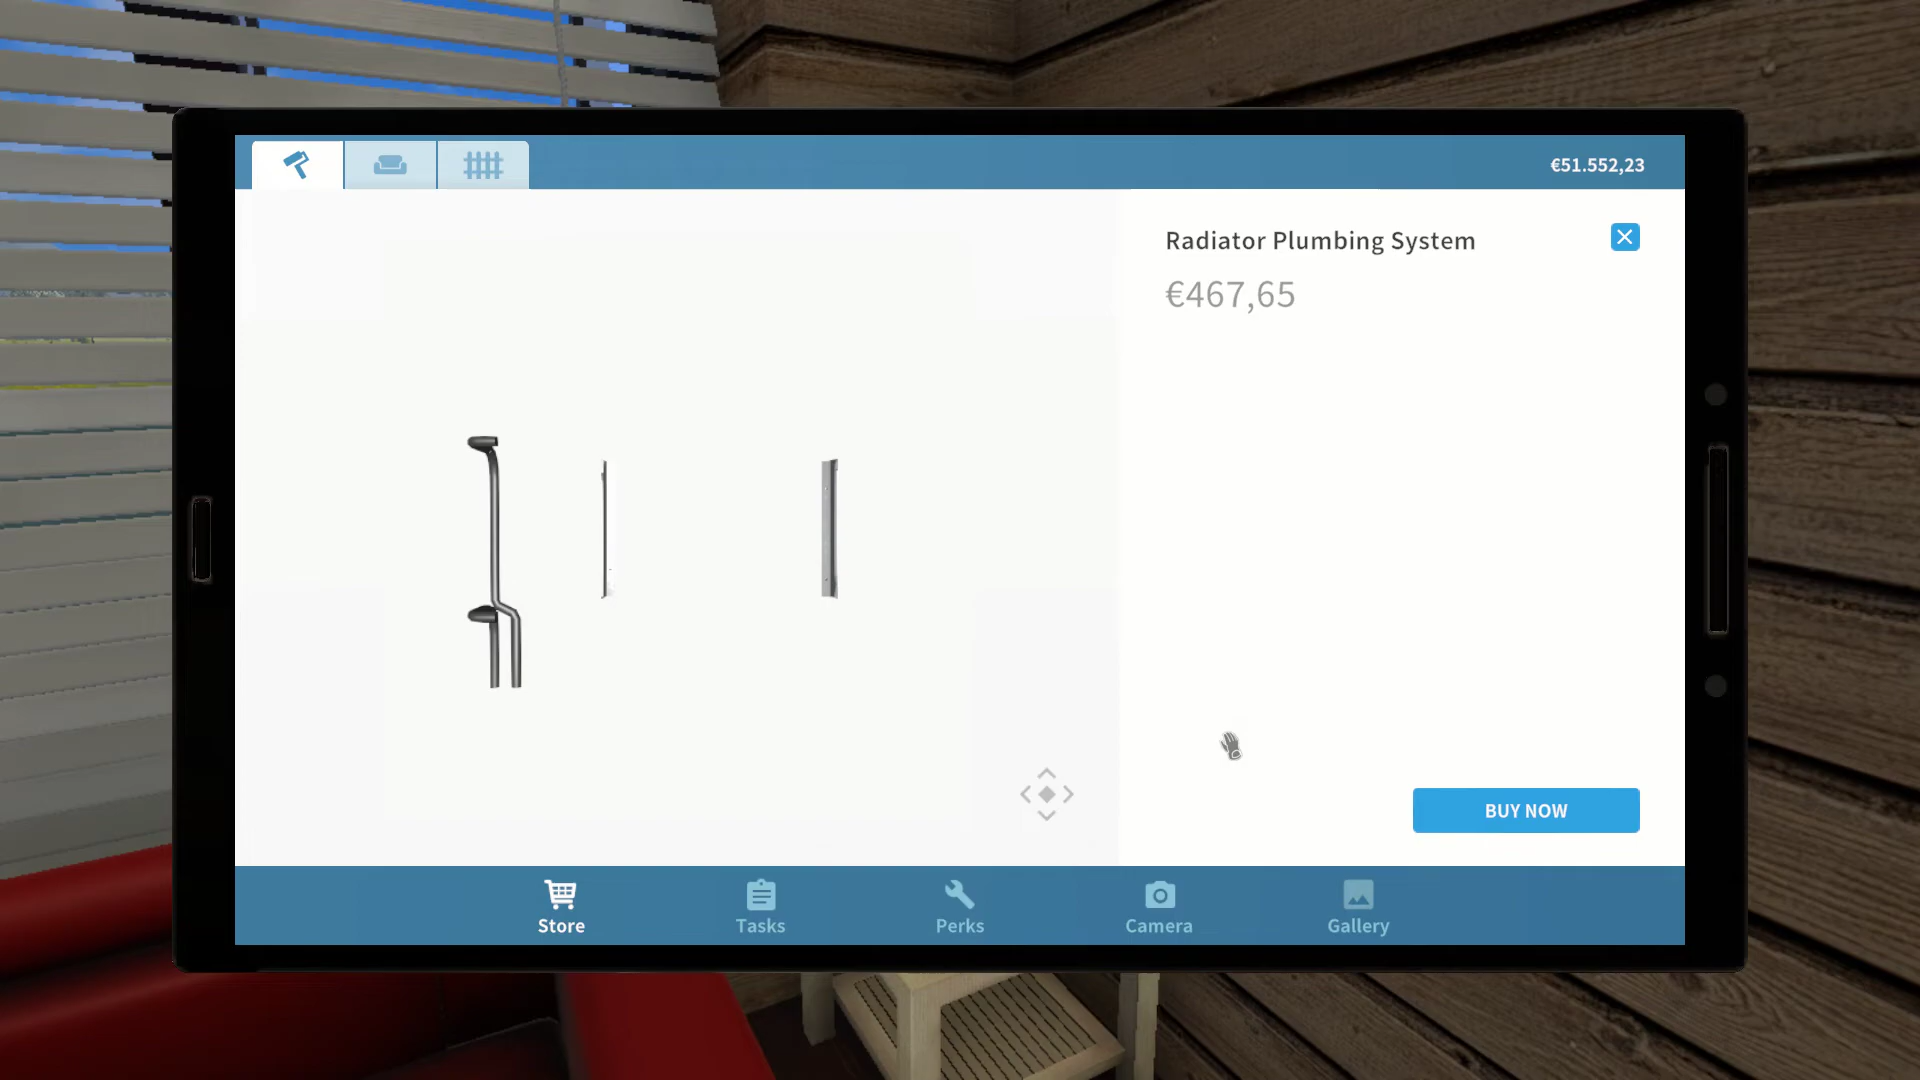 €51.552,23
Radiator Plumbing System
€467,65
BUY NOW
Store
Tasks
Perks
Camera
Gallery